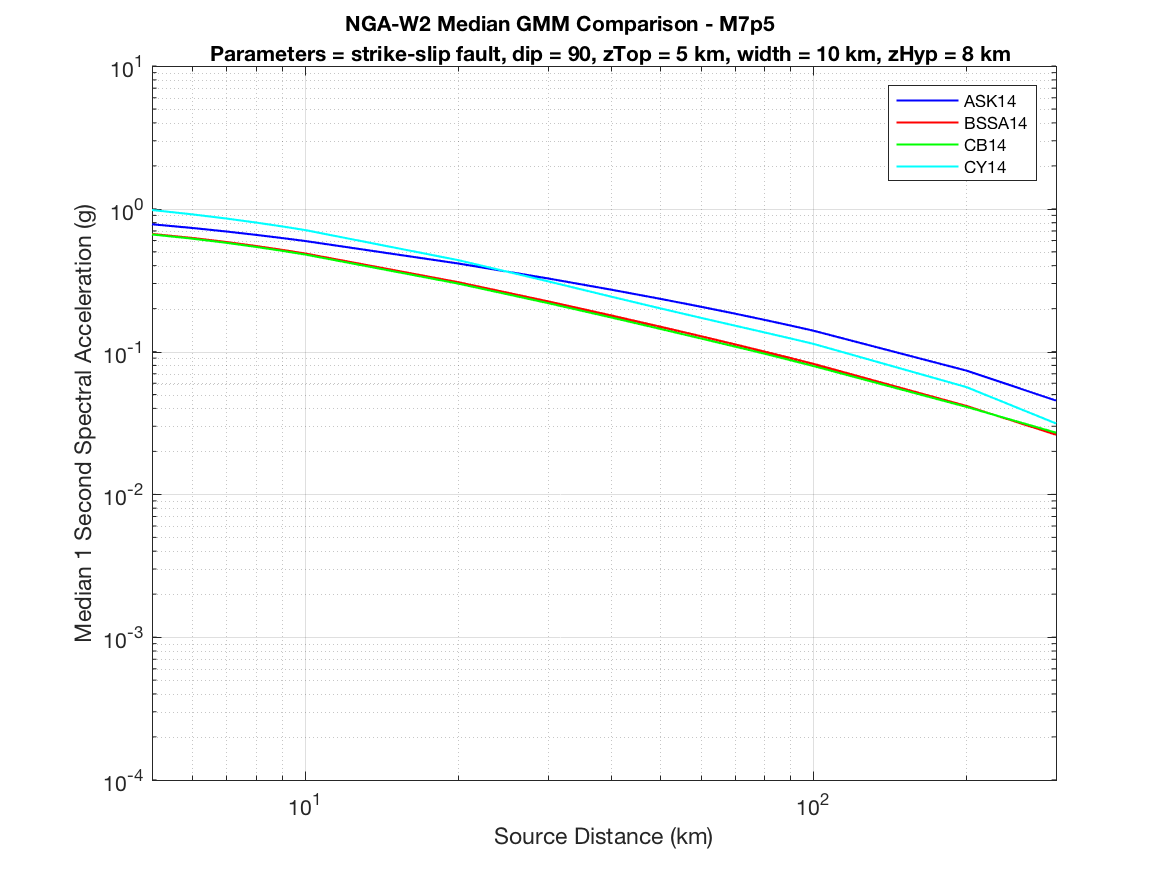 NGA-W2 Median GMM Comparison - M7p5
Parameters = strike-slip fault, dip = 90, zTop = 5 km, width = 10 km, zHyp = 8 km
ASK14
BSSA14
CB14
CY14
Median 1 Second Spectral Acceleration (g)
10^1
10^0
10^-1
10^-2
10^-3
10^-4
10^1
10^2
Source Distance (km)